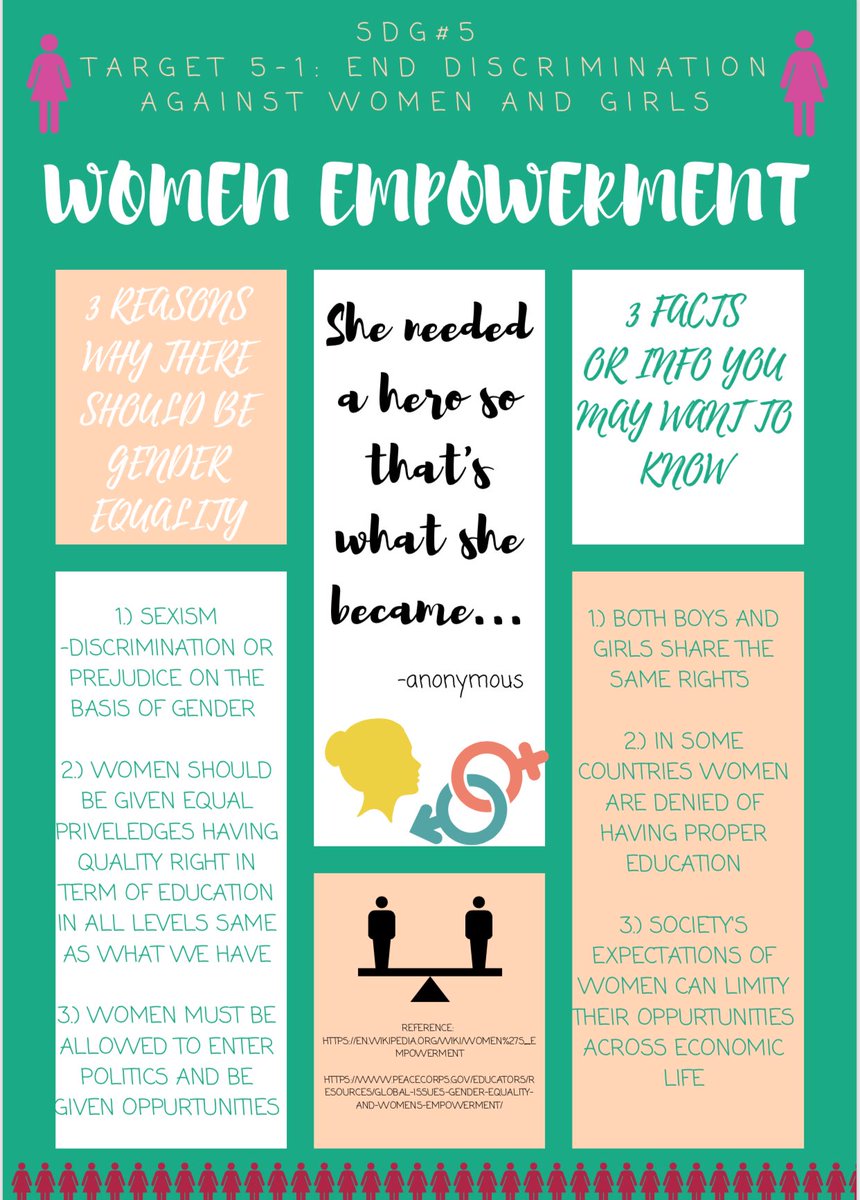 SDG#5
TARGET 5-1: END DISCRIMINATION
AGAINST WOMEN AND GIRLS
WOMEN EMPOWERMENT
3 REASONS
WHY THERE
SHOULD BE
GENDER
EQUALITY
1.) SEXISM
-DISCRIMINATION OR
PREJUDICE ON THE
BASIS OF GENDER
2.) WOMEN SHOULD
BE GIVEN EQUAL
PRIVELEDGES HAVING
QUALITY RIGHT IN
TERM OF EDUCATION
IN ALL LEVELS SAME
AS WHAT WE HAVE
3.) WOMEN MUST BE
ALLOWED TO ENTER
POLITICS AND BE
GIVEN OPPURTUNITIES
She needed
a hero so
that's
what she
became...
-anonymous
REFERENCE:
HTTPS://EN.WIKIPEDIA.ORG/WIKI/WOMEN%27S_E
MPOWERMENT
HTTPS://WWW.PEACECORPS.GOV/EDUCATORS/R
ESOURCES/GLOBAL-ISSUES-GENDER-EQUALITY-
AND-WOMENS-EMPOWERMENT/
3 FACTS
OR INFO YOU
MAY WANT TO
KNOW
1.) BOTH BOYS AND
GIRLS SHARE THE
SAME RIGHTS
2.) IN SOME
COUNTRIES WOMEN
ARE DENIED OF
HAVING PROPER
EDUCATION
3.) SOCIETY'S
EXPECTATIONS OF
WOMEN CAN LIMITY
THEIR OPPURTUNITIES
ACROSS ECONOMIC
LIFE